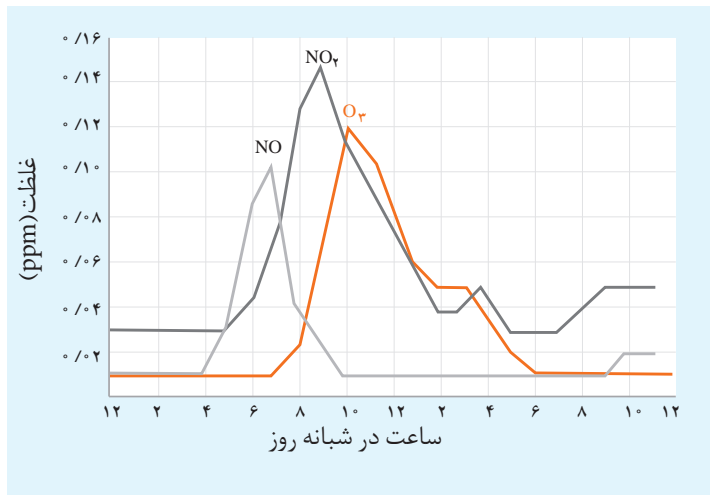 غلظت (ppm)
۰/۱۶
۰/۱۴
۰/۱۲
۰/۱۰
۰/۰۸
۰/۰۶
۰/۰۴
۰/۰۲
NO۲
O۳
NO
۱۲ ۲ ۴ ۶ ۸ ۱۰ ۱۲ ۲ ۴ ۶ ۸ ۱۰ ۱۲
ساعت در شبانه روز